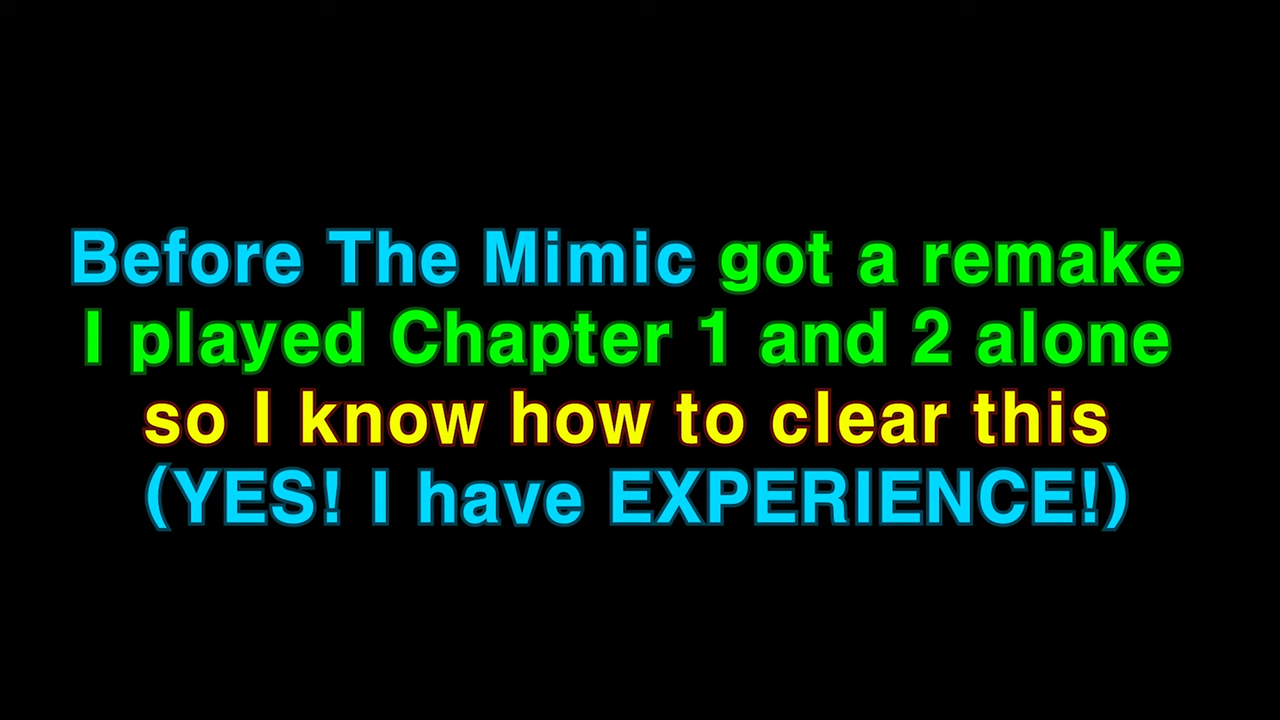 Before The Mimic got a remake
I played Chapter 1 and 2 alone
so I know how to clear this
(YES! I have EXPERIENCE!)